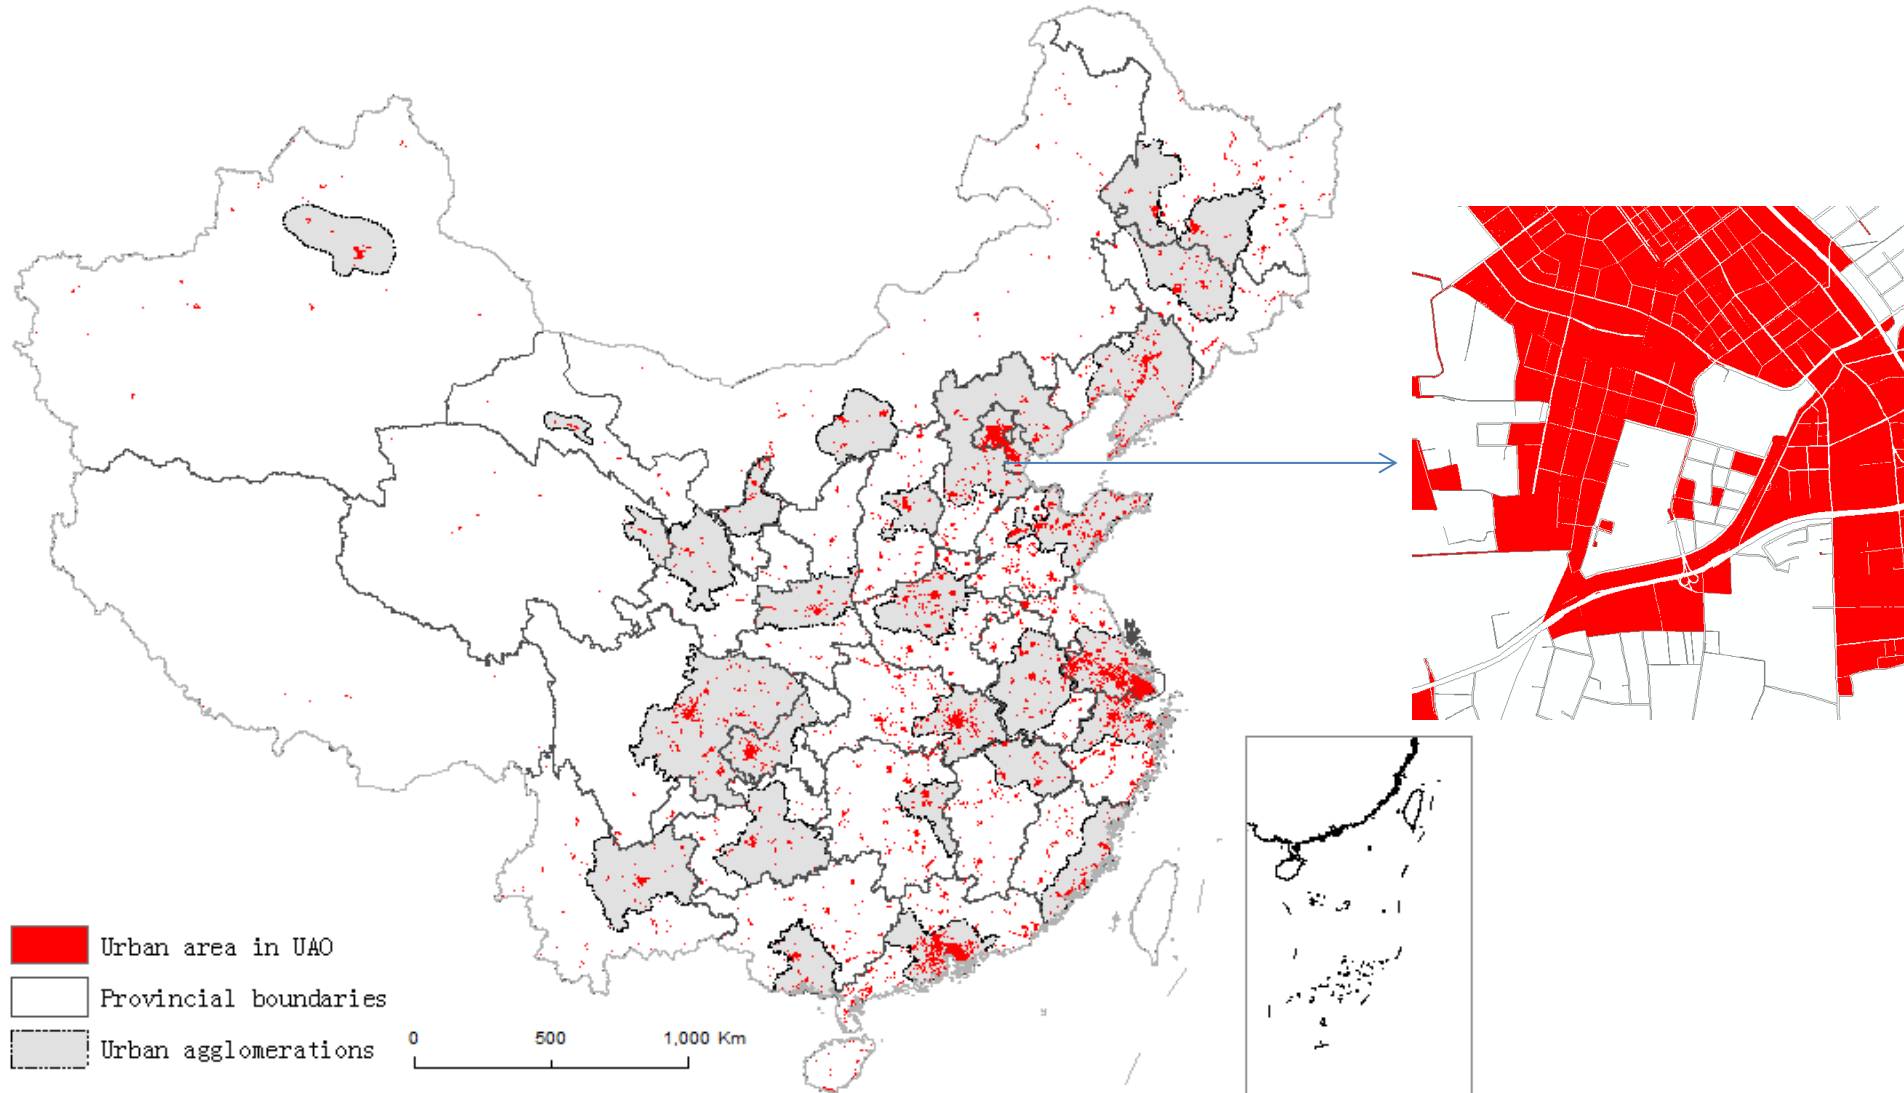 Urban area in UAO
Provincial boundaries
Urban agglomerations
0 500 1,000 Km